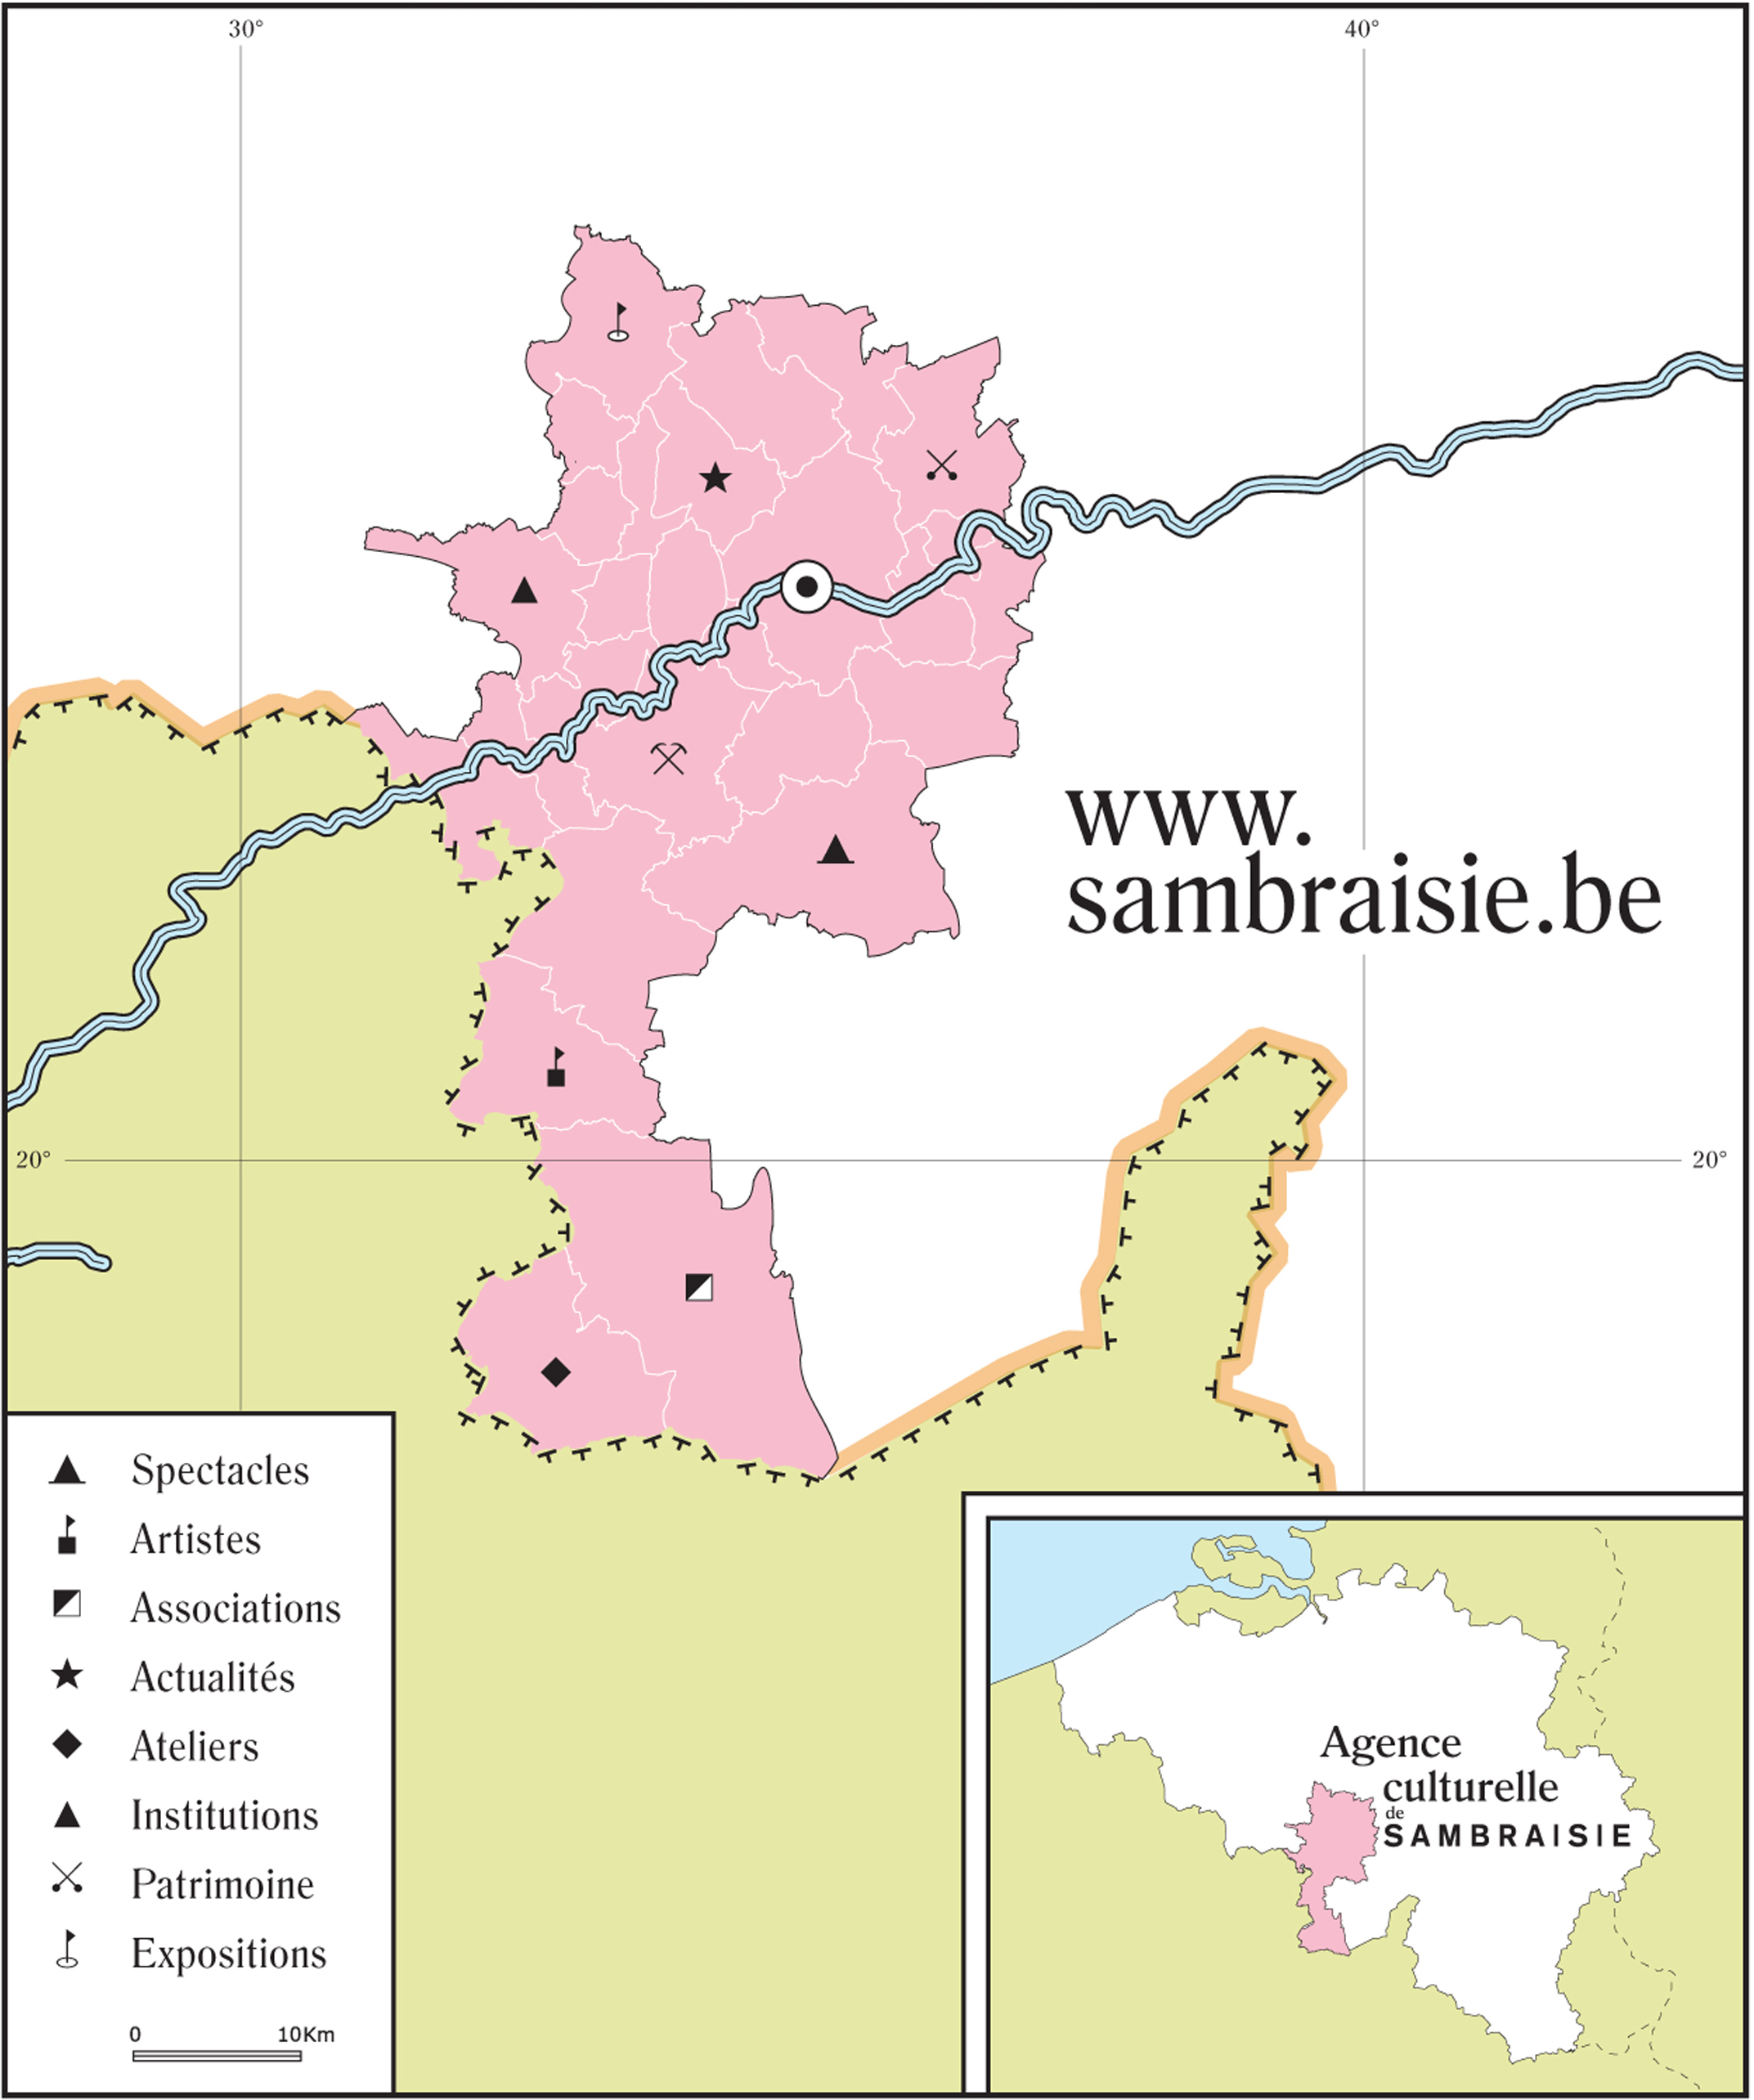 30°
40°
www.
sambraisie.be
20°
20°
Spectacles
Artistes
Associations
Actualités
Ateliers
Institutions
Patrimoine
Expositions
0 10Km
Agence
culturelle
de
SAMBRAISIE